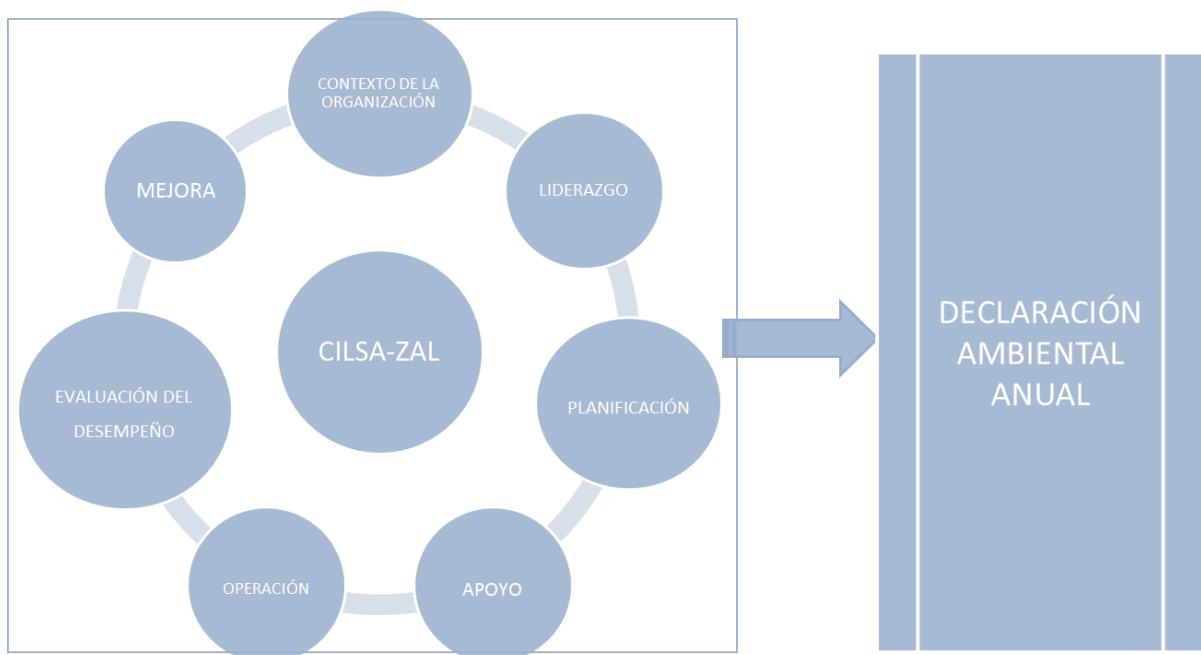 CONTEXTO DE LA
ORGANIZACIÓN
LIDERAZGO
PLANIFICACIÓN
APOYO
OPERACIÓN
EVALUACIÓN DEL
DESEMPEÑO
MEJORA
CILSA-ZAL
DECLARACIÓN
AMBIENTAL
ANUAL